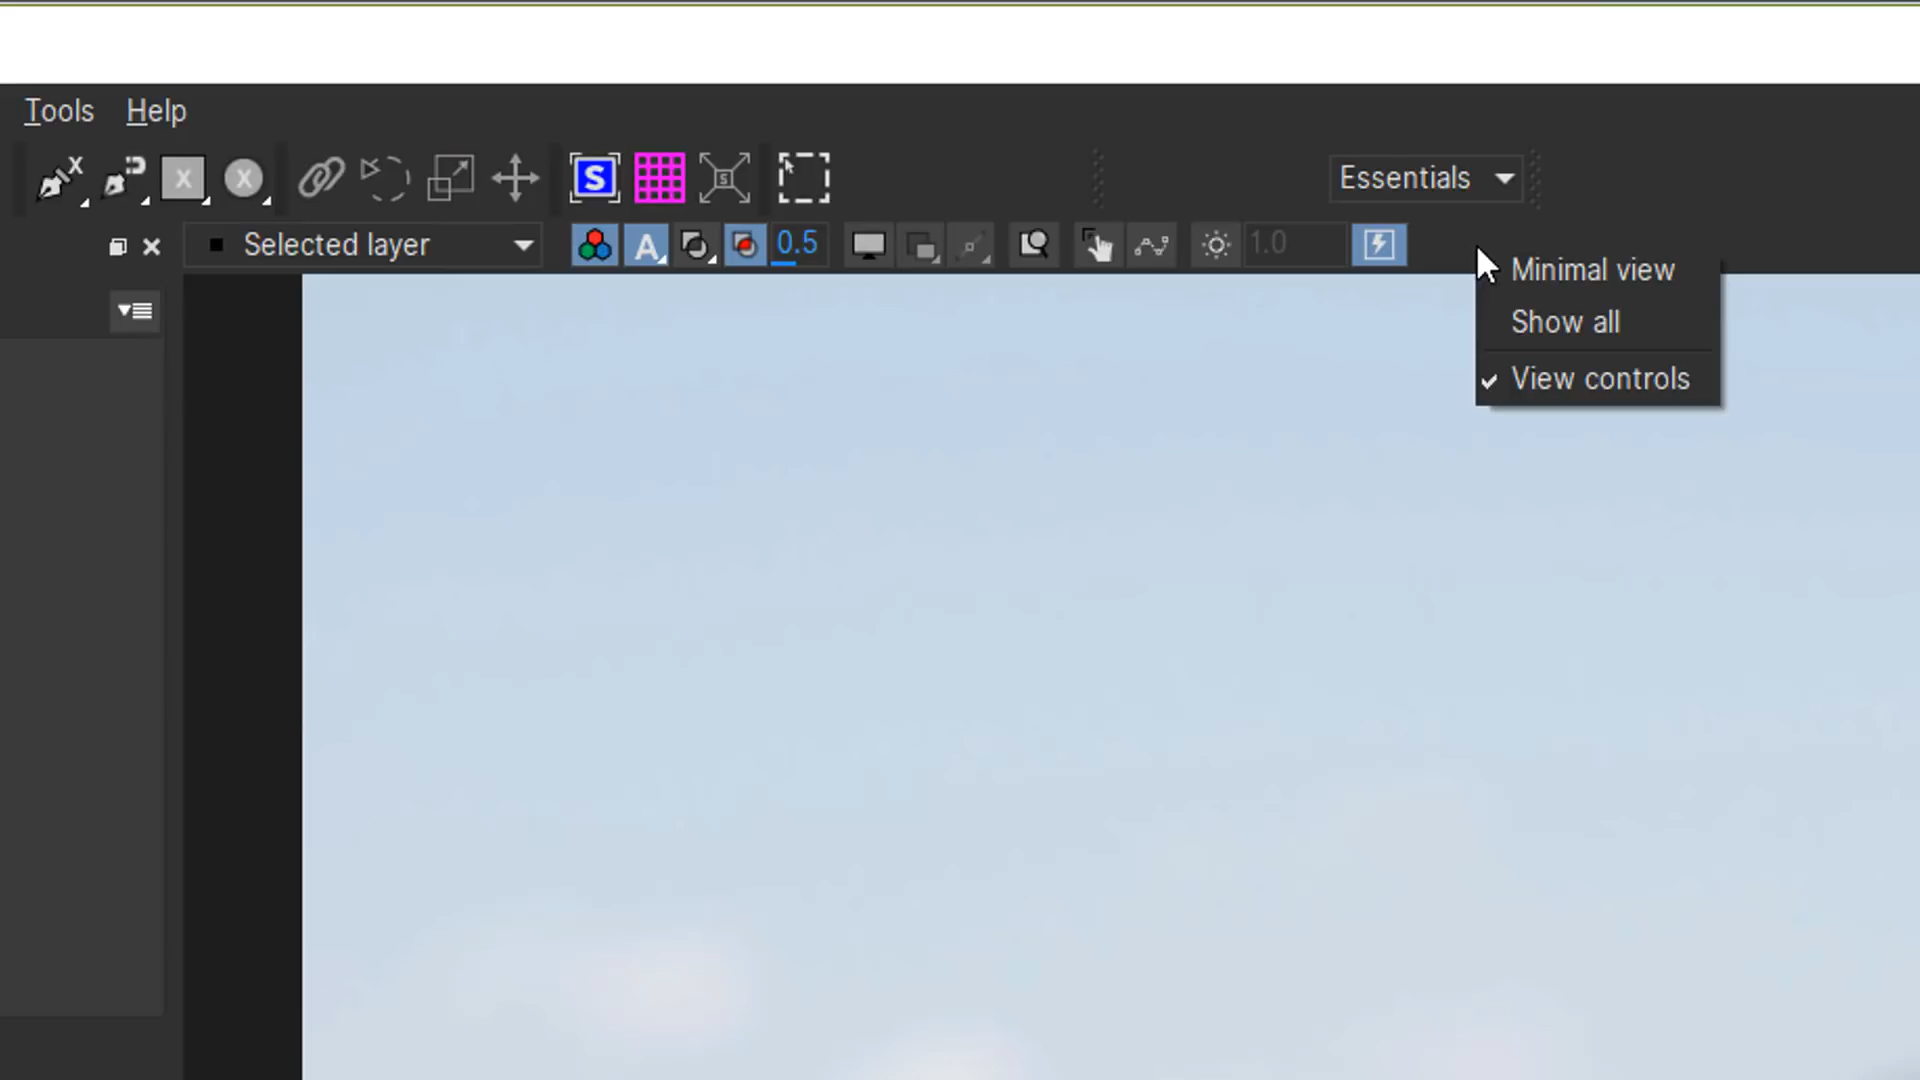 Tools Help
X
X X S S Essentials
Selected layer A 0.5 1.0
Minimal view
Show all
View controls